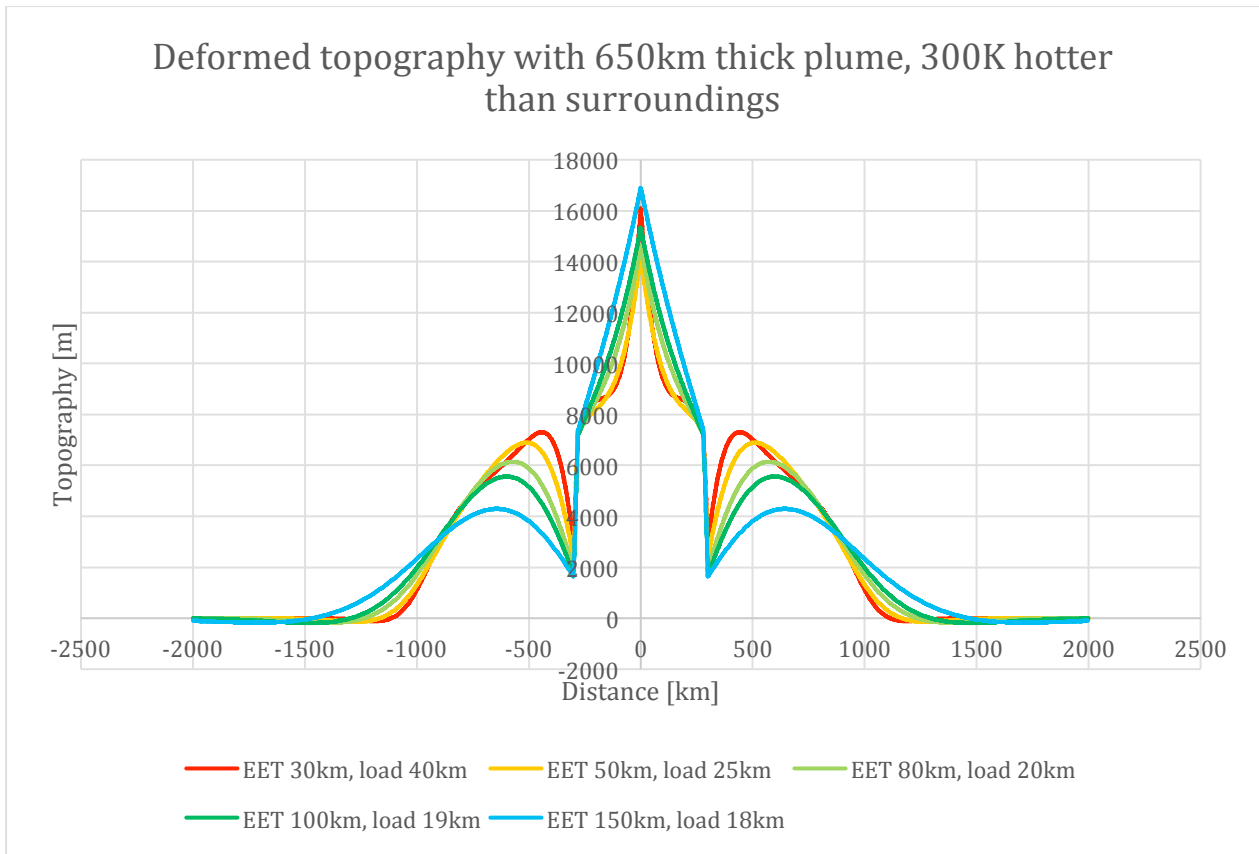 Deformed topography with 650km thick plume, 300K hotter
than surroundings
18000
16000
14000
12000
10000
8000
6000
4000
2000
0
-2000
Topography [m]
-2500 -2000 -1500 -1000 -500 0 500 1000 1500 2000 2500
Distance [km]
EET 30km, load 40km EET 50km, load 25km EET 80km, load 20km
EET 100km, load 19km EET 150km, load 18km